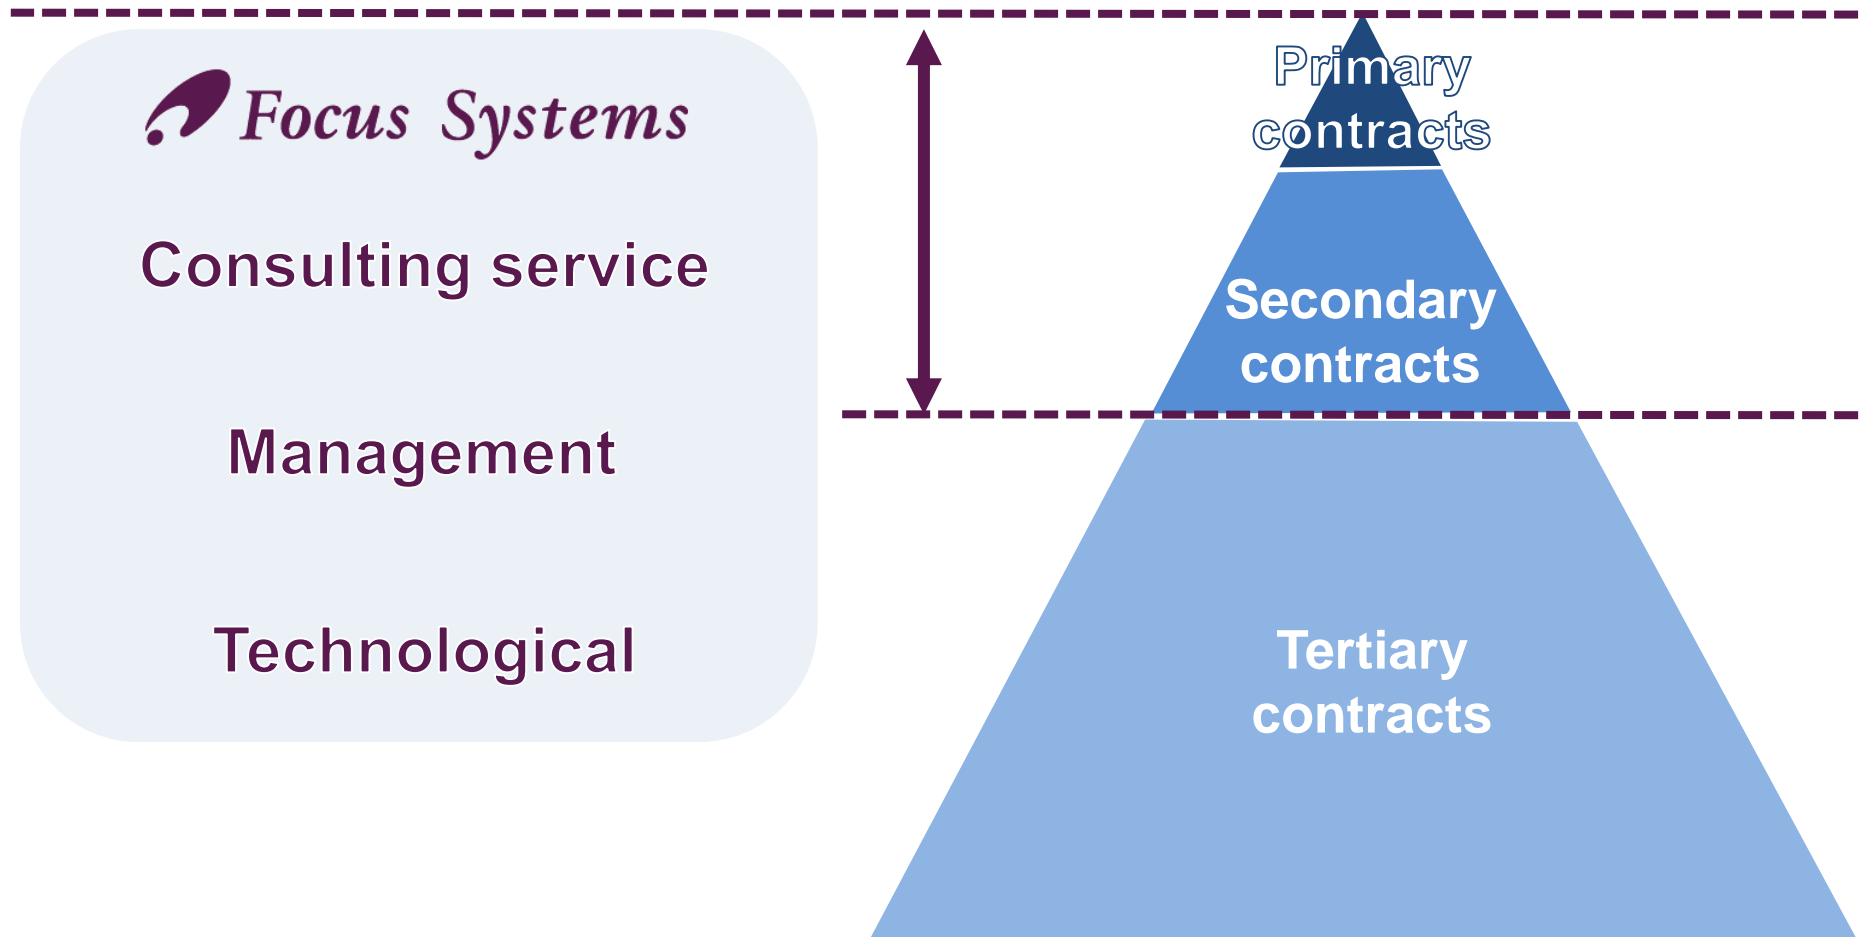 Focus Systems
Consulting service
Management
Technological
Primary
contracts
Secondary
contracts
Tertiary
contracts